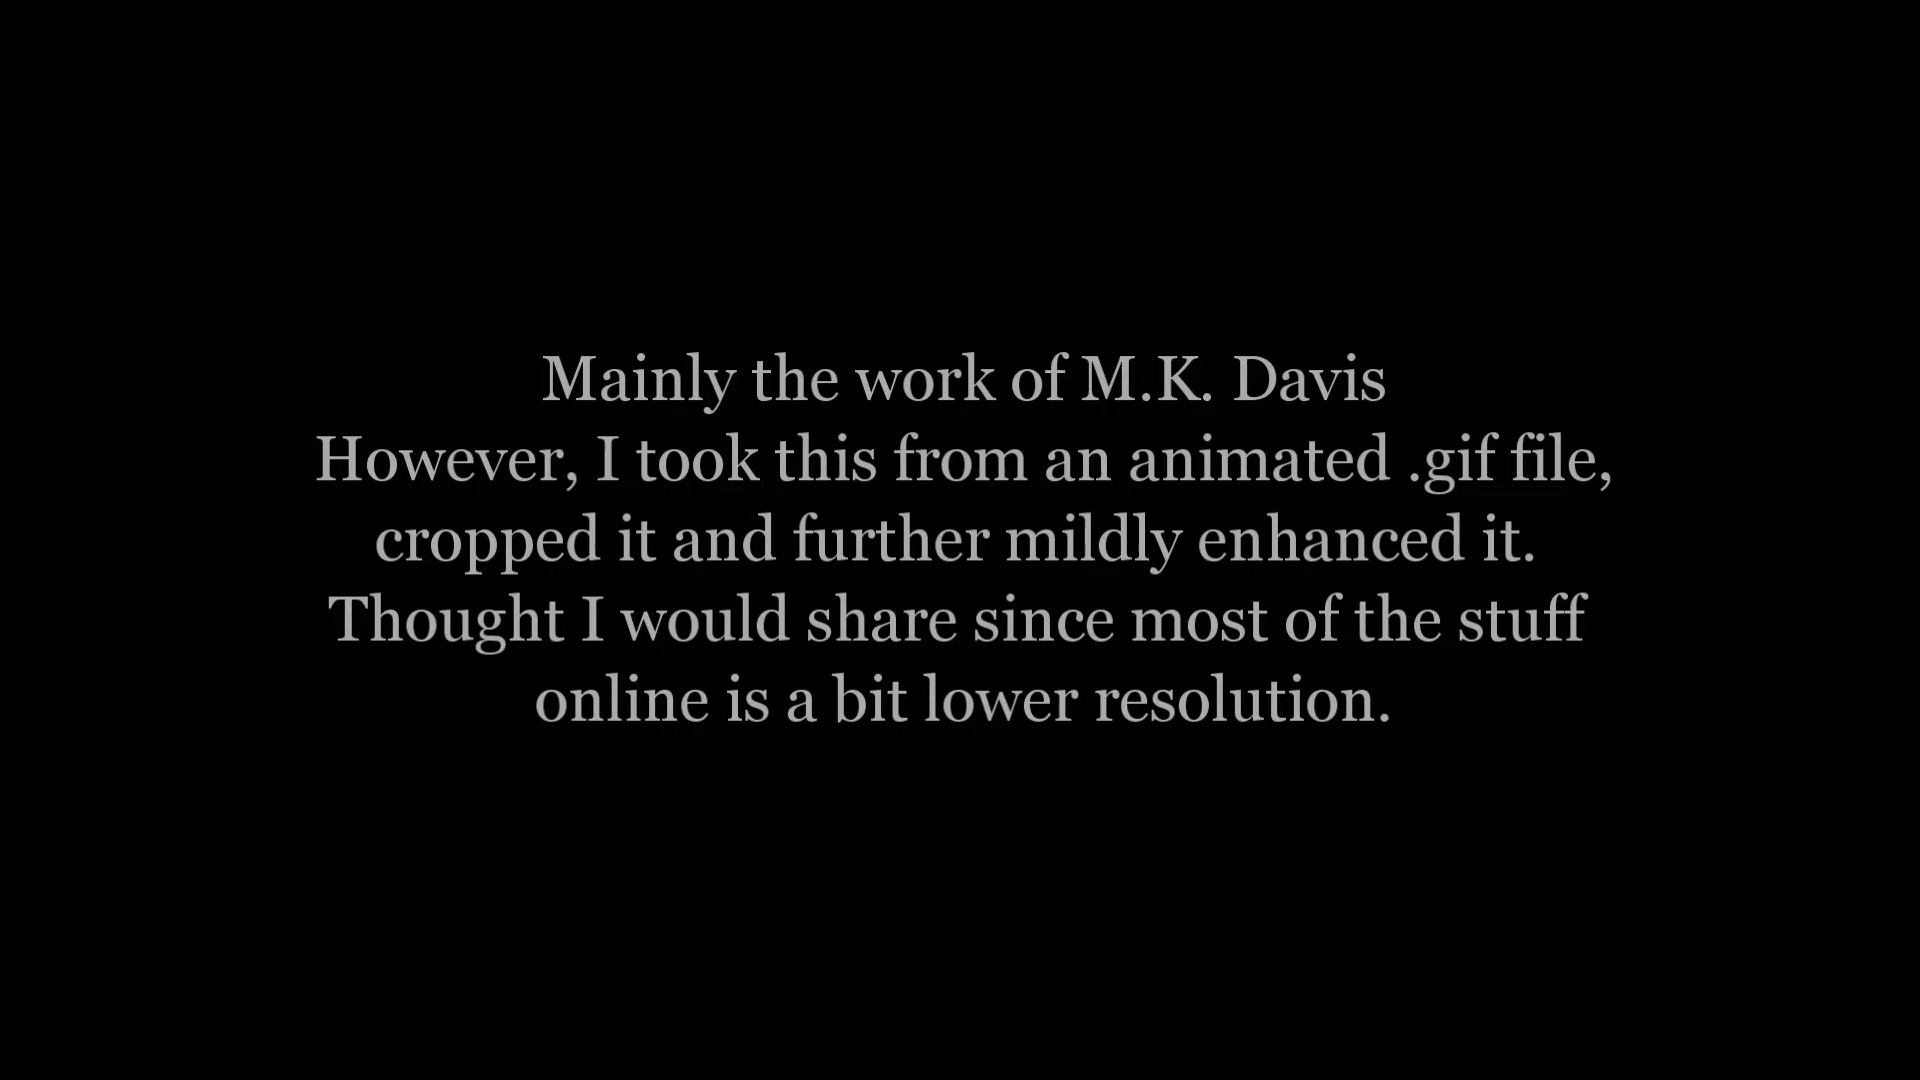 Mainly the work of M.K. Davis
However, I took this from an animated .gif file,
cropped it and further mildly enhanced it.
Thought I would share since most of the stuff
online is a bit lower resolution.